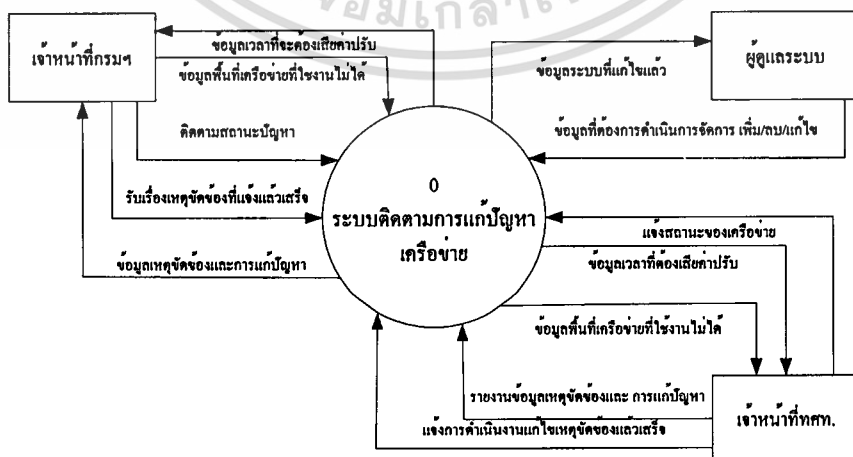 จอมเกล้า
เจ้าหน้าที่กรมฯ
ข้อมูลเวลาที่จะต้องเสียค่าปรับ
ข้อมูลพื้นที่เครือข่ายที่ใช้งานไม่ได้
ติดตามสถานะปัญหา
รับเรื่องเหตุขัดข้องที่แจ้งแล้วเสร็จ
ข้อมูลเหตุขัดข้องและการแก้ปัญหา
ผู้ดูแลระบบ
ข้อมูลระบบที่แก้ไขแล้ว
ข้อมูลที่ต้องการดำเนินการจัดการ เพิ่ม/ลบ/แก้ไข
0
ระบบติดตามการแก้ปัญหา
เครือข่าย
แจ้งสถานะของเครือข่าย
ข้อมูลเวลาที่ต้องเสียค่าปรับ
ข้อมูลพื้นที่เครือข่ายที่ใช้งานไม่ได้
รายงานข้อมูลเหตุขัดข้องและ การแก้ปัญหา
แจ้งการดำเนินงานแก้ไขเหตุขัดข้องแล้วเสร็จ
เจ้าหน้าที่ทศท.